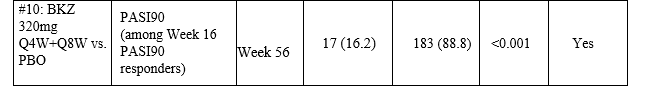 #10: BKZ
320mg
Q4W+Q8W vs.
PBO
PASI90
(among Week 16
PASI90
responders)
Week 56
17 (16.2)
183 (88.8)
<0.001
Yes